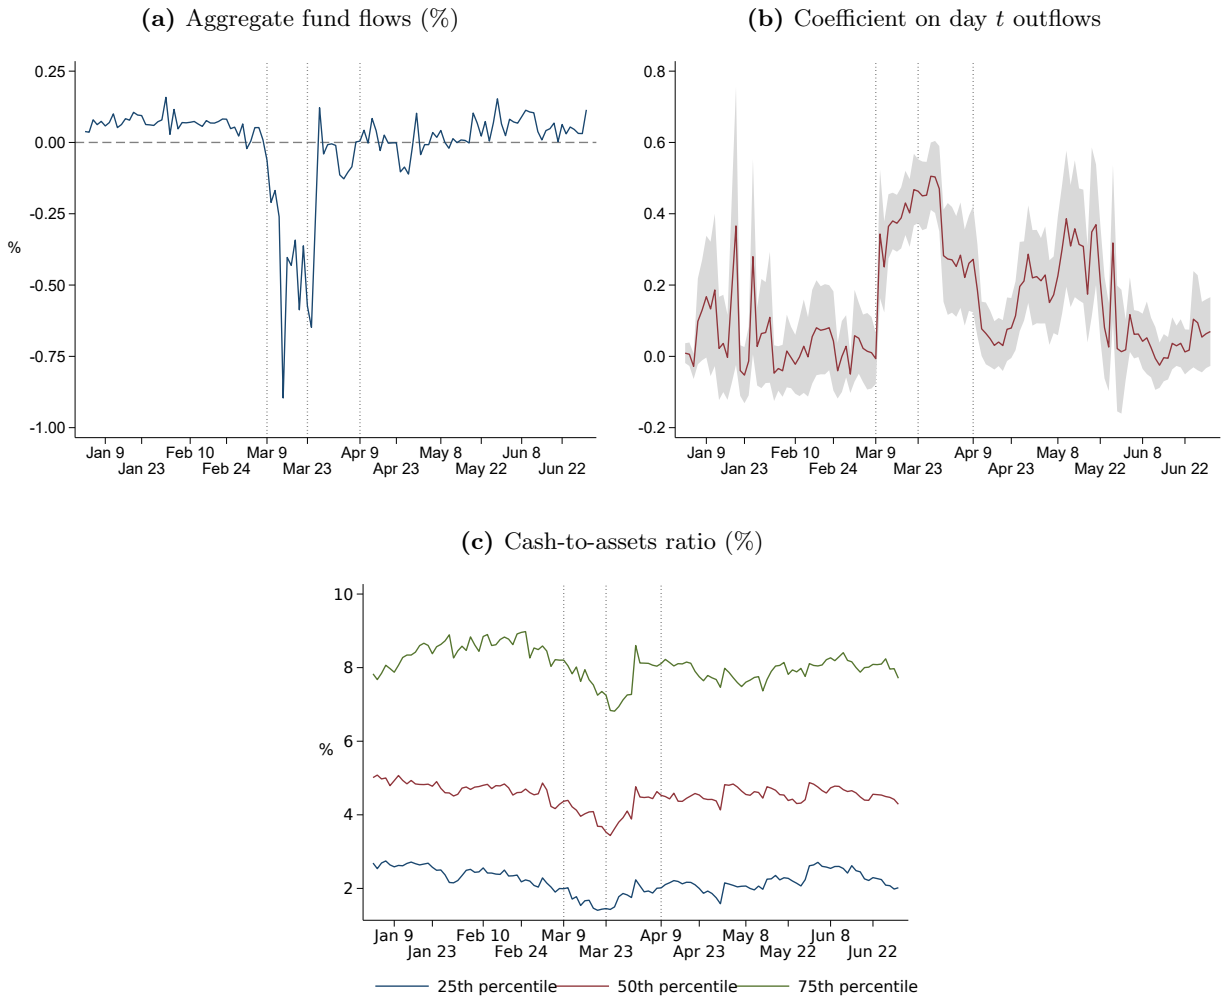 (a) Aggregate fund flows (%)
0.25
0.00
-0.25
%
-0.50
-0.75
-1.00
Jan 9 Feb 10 Mar 9 Apr 9 May 8 Jun 8
Jan 23 Feb 24 Mar 23 Apr 23 May 22 Jun 22
(b) Coefficient on day t outflows
0.8
0.6
0.4
0.2
0.0
-0.2
Jan 9 Feb 10 Mar 9 Apr 9 May 8 Jun 8
Jan 23 Feb 24 Mar 23 Apr 23 May 22 Jun 22
(c) Cash-to-assets ratio (%)
10
8
6
%
4
2
Jan 9 Feb 10 Mar 9 Apr 9 May 8 Jun 8
Jan 23 Feb 24 Mar 23 Apr 23 May 22 Jun 22
25th percentile 50th percentile 75th percentile